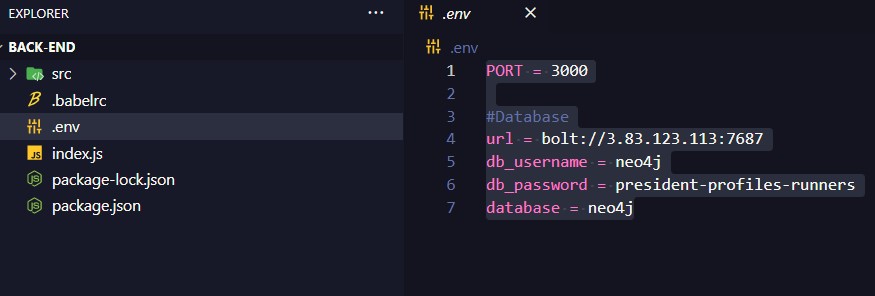 EXPLORER
BACK-END
src
.babelrc
.env
index.js
package-lock.json
package.json
.env
.env
1 PORT = 3000
2
3 #Database
4 url = bolt://3.83.123.113:7687
5 db_username = neo4j
6 db_password = president-profiles-runners
7 database = neo4j